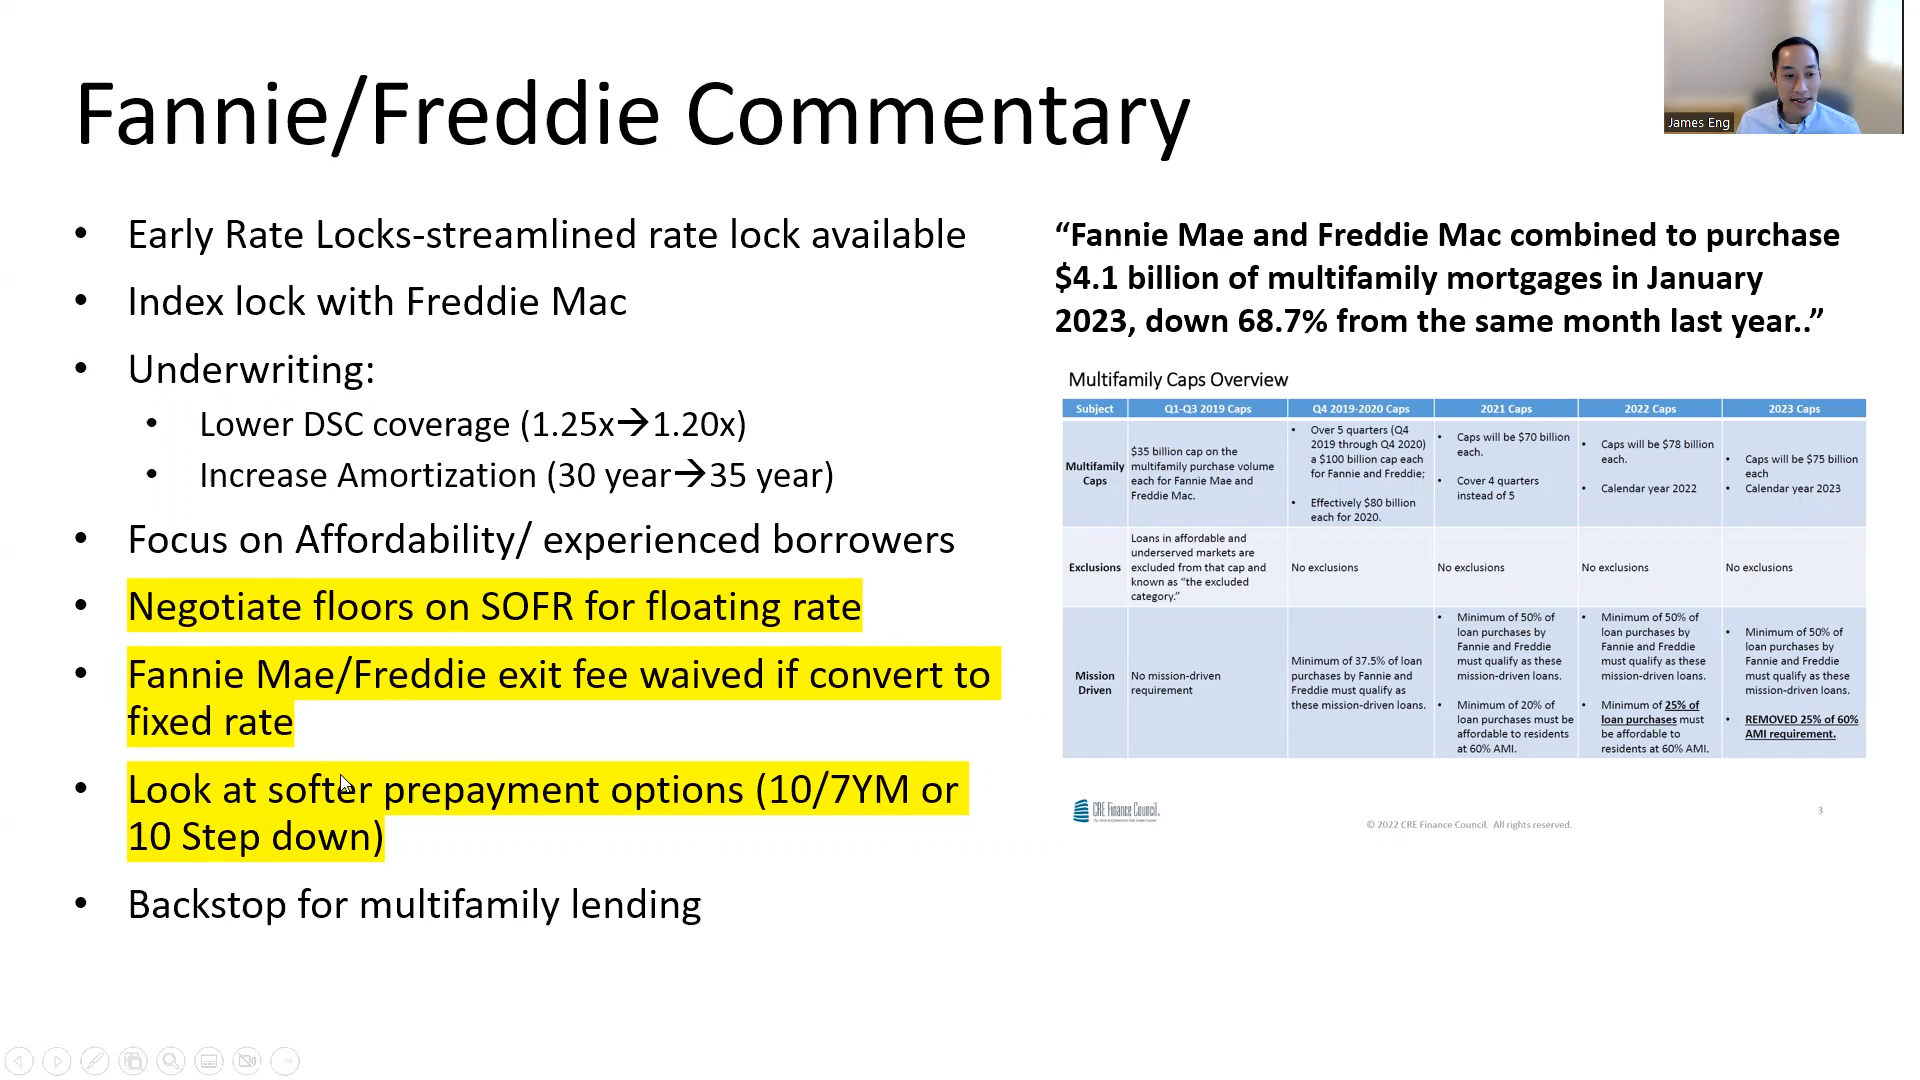 Fannie/Freddie Commentary
James Eng
• Early Rate Locks-streamlined rate lock available
• Index lock with Freddie Mac
• Underwriting:
• Lower DSC coverage (1.25x→1.20x)
• Increase Amortization (30 year→35 year)
• Focus on Affordability/ experienced borrowers
• Negotiate floors on SOFR for floating rate
• Fannie Mae/Freddie exit fee waived if convert to
fixed rate
• Look at softer prepayment options (10/7YM or
10 Step down)
• Backstop for multifamily lending
“Fannie Mae and Freddie Mac combined to purchase
$4.1 billion of multifamily mortgages in January
2023, down 68.7% from the same month last year..”
Multifamily Caps Overview
Subject
Q1-Q3 2019 Caps
Q4 2019-2020 Caps
2021 Caps
2022 Caps
2023 Caps
Multifamily
Caps
$35 billion cap on the
multifamily purchase volume
each for Fannie Mae and
Freddie Mac.
• Over 5 quarters (Q4
2019 through Q4 2020)
a $100 billion cap each
for Fannie and Freddie;
• Effectively $80 billion
each for 2020.
• Caps will be $70 billion
each.
• Cover 4 quarters
instead of 5
• Caps will be $78 billion
each.
• Calendar year 2022
• Caps will be $75 billion
each
• Calendar year 2023
Exclusions
Loans in affordable and
underserved markets are
excluded from that cap and
known as “the excluded
category.”
No exclusions
No exclusions
No exclusions
No exclusions
Mission
Driven
No mission-driven
requirement
Minimum of 37.5% of loan
purchases by Fannie and
Freddie must qualify as
these mission-driven loans.
• Minimum of 50% of
loan purchases by
Fannie and Freddie
must qualify as these
mission-driven loans.
• Minimum of 20% of
loan purchases must be
affordable to residents
at 60% AMI.
• Minimum of 50% of
loan purchases by
Fannie and Freddie
must qualify as these
mission-driven loans.
• Minimum of 25% of
loan purchases must
be affordable to
residents at 60% AMI.
• Minimum of 50% of
loan purchases by
Fannie and Freddie
must qualify as these
mission-driven loans.
• REMOVED 25% of 60%
AMI requirement.
CRE Finance Council.
© 2022 CRE Finance Council. All rights reserved.
3